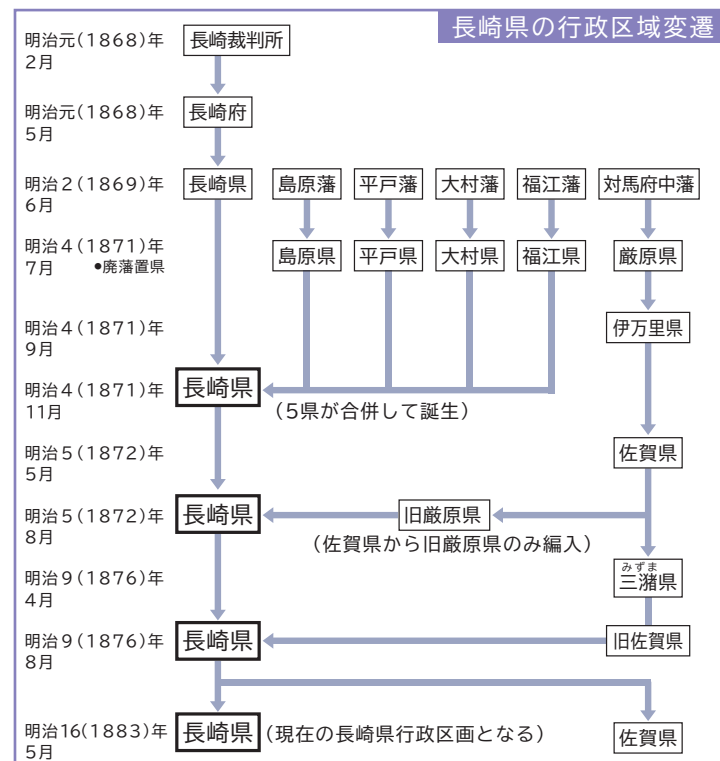 長崎県の行政区域変遷
明治元(1868)年
2月
長崎裁判所
明治元(1868)年
5月
長崎府
明治2(1869)年
6月
長崎県
島原藩
平戸藩
大村藩
福江藩
対馬府中藩
明治4(1871)年
7月 •廃藩置県
島原県
平戸県
大村県
福江県
厳原県
明治4(1871)年
9月
伊万里県
明治4(1871)年
11月
長崎県
(5県が合併して誕生)
明治5(1872)年
5月
佐賀県
明治5(1872)年
8月
長崎県
旧厳原県
(佐賀県から旧厳原県のみ編入)
明治9(1876)年
4月
みずま
三潴県
明治9(1876)年
8月
長崎県
旧佐賀県
明治16(1883)年
5月
長崎県
(現在の長崎県行政区画となる)
佐賀県